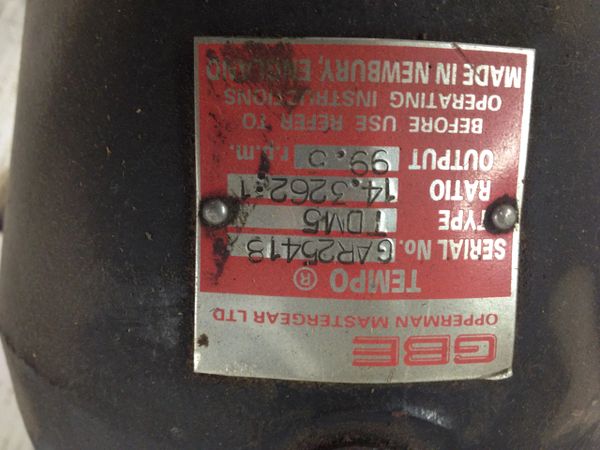 GBE
OPPERMAN MASTERGEAR LTD.
TEMPO ®
SERIAL No. GAR25413
TYPE TDM5
RATIO 14.3262:1
OUTPUT 99.5 r.p.m.
BEFORE USE REFER TO
OPERATING INSTRUCTIONS
MADE IN NEWBURY, ENGLAND